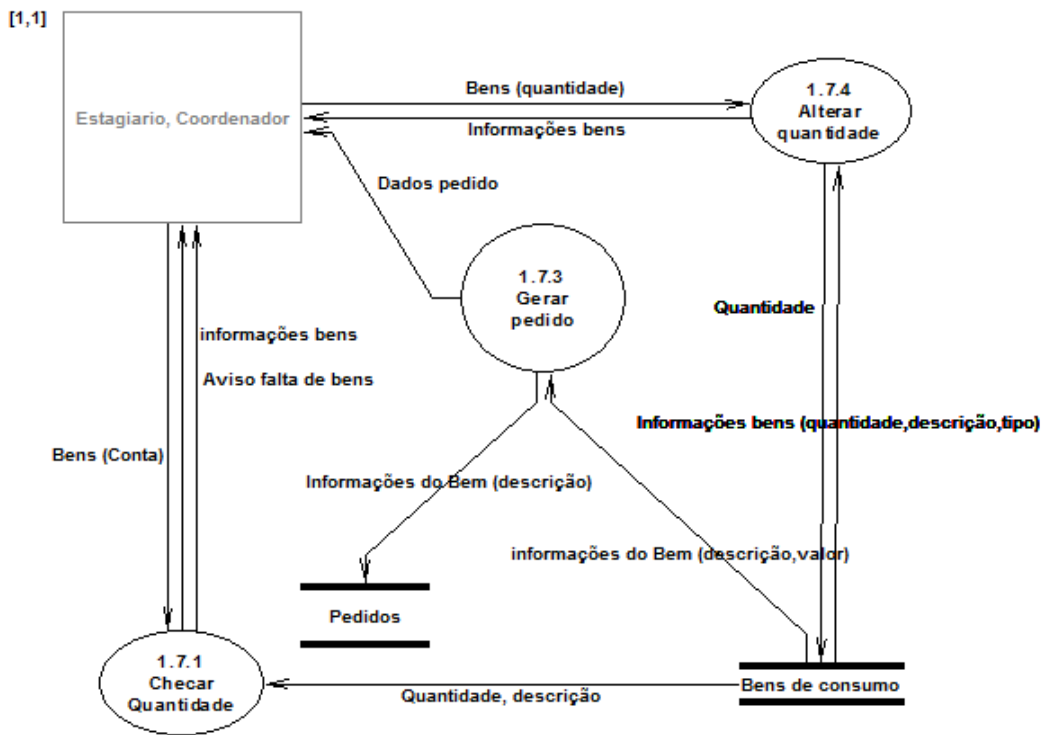 [1,1]
Estagiario, Coordenador
Bens (quantidade)
Informações bens
1.7.4
Alterar
quantidade
Dados pedido
1.7.3
Gerar
pedido
Quantidade
informações bens
Aviso falta de bens
Informações bens (quantidade,descrição,tipo)
Bens (Conta)
Informações do Bem (descrição)
informações do Bem (descrição,valor)
Pedidos
1.7.1
Checar
Quantidade
Quantidade, descrição
Bens de consumo